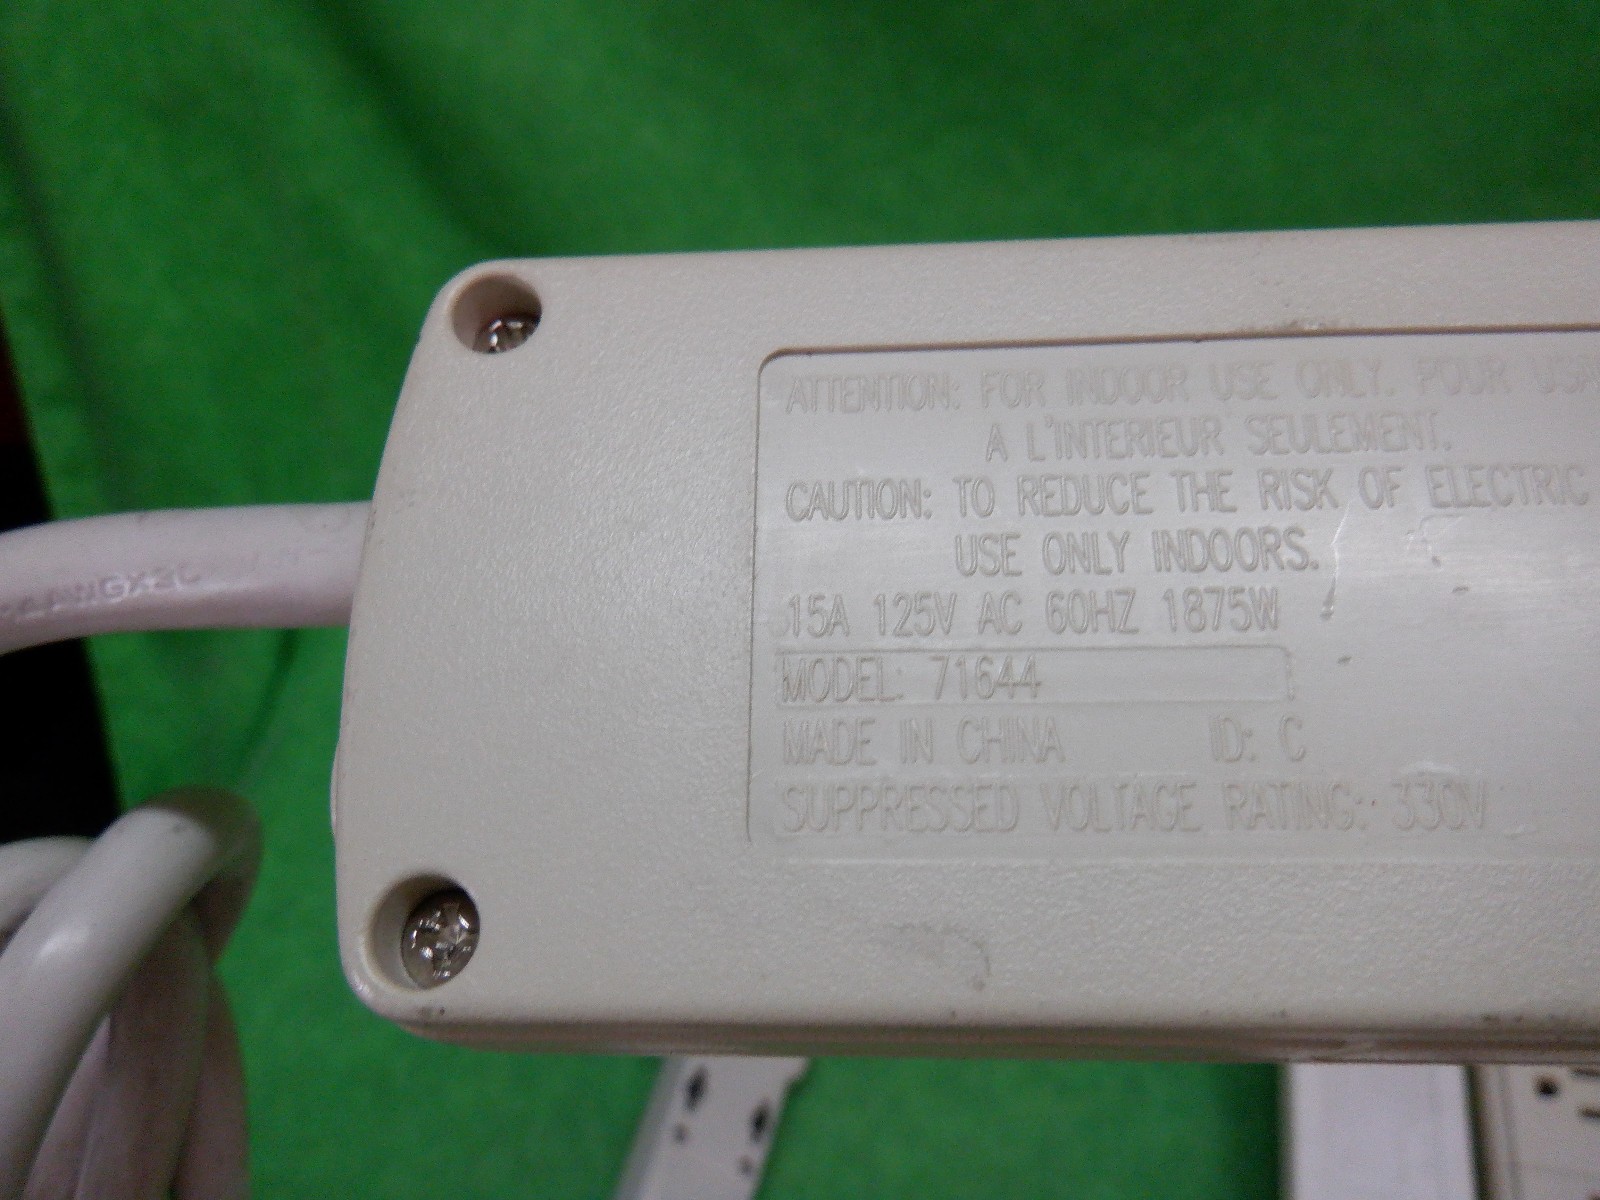 ATTENTION: FOR INDOOR USE ONLY. POUR USA
A L'INTERIEUR SEULEMENT.
CAUTION: TO REDUCE THE RISK OF ELECTRIC
USE ONLY INDOORS.
15A 125V AC 60HZ 1875W
MODEL: 71644
MADE IN CHINA ID: C
SUPPRESSED VOLTAGE RATING: 330V